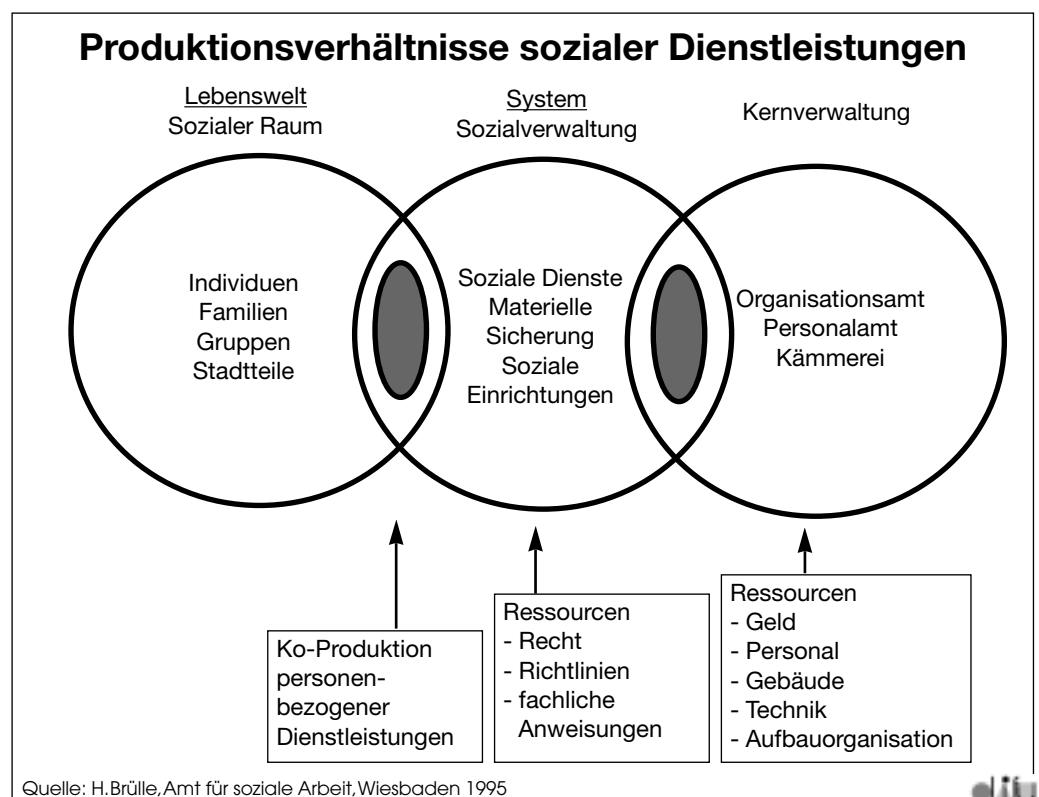 Produktionsverhältnisse sozialer Dienstleistungen
Lebenswelt
Sozialer Raum
System
Sozialverwaltung
Kernverwaltung
Individuen
Familien
Gruppen
Stadtteile
Soziale Dienste
Materielle
Sicherung
Soziale
Einrichtungen
Organisationsamt
Personalamt
Kämmerei
Ko-Produktion
personen-
bezogener
Dienstleistungen
Ressourcen
- Recht
- Richtlinien
- fachliche
Anweisungen
Ressourcen
- Geld
- Personal
- Gebäude
- Technik
- Aufbauorganisation
Quelle: H.Brülle,Amt für soziale Arbeit,Wiesbaden 1995